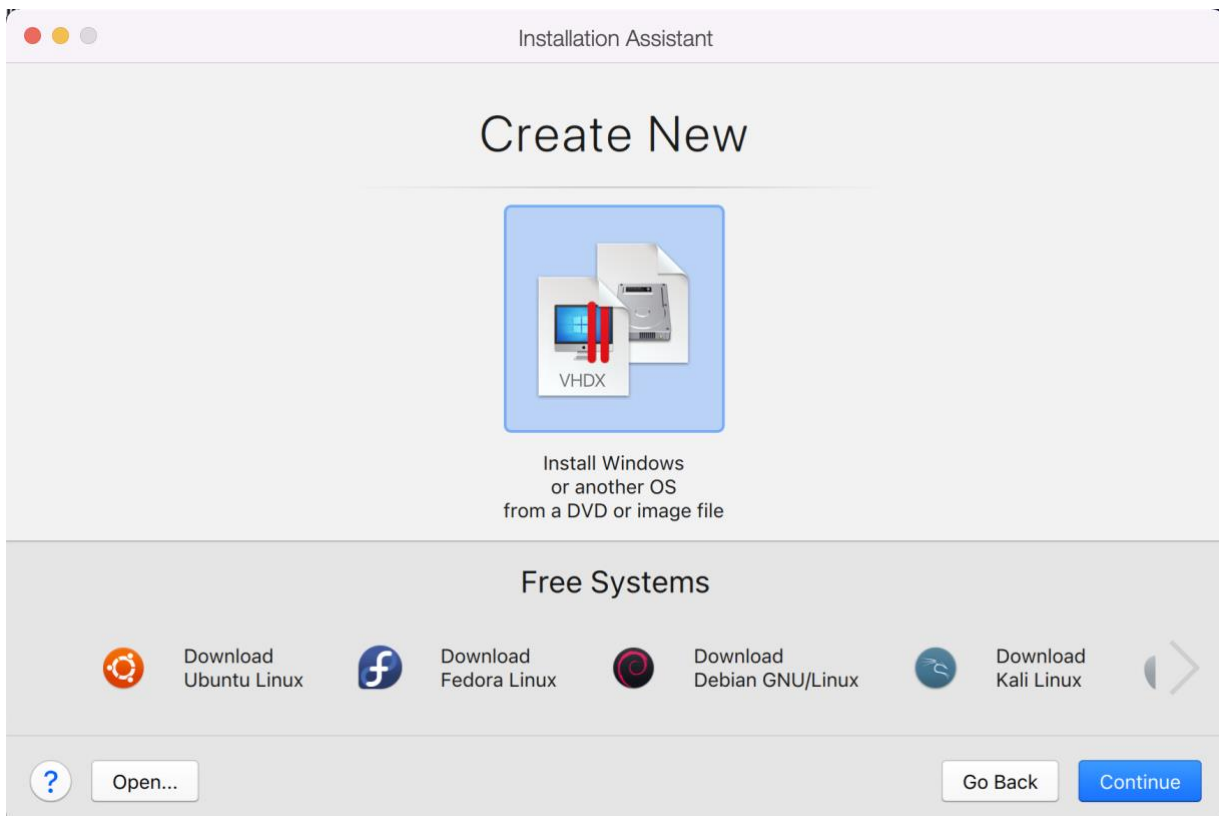 Installation Assistant
Create New
VHDX
Install Windows
or another OS
from a DVD or image file
Free Systems
Download
Ubuntu Linux
Download
Fedora Linux
Download
Debian GNU/Linux
Download
Kali Linux
?
Open...
Go Back
Continue